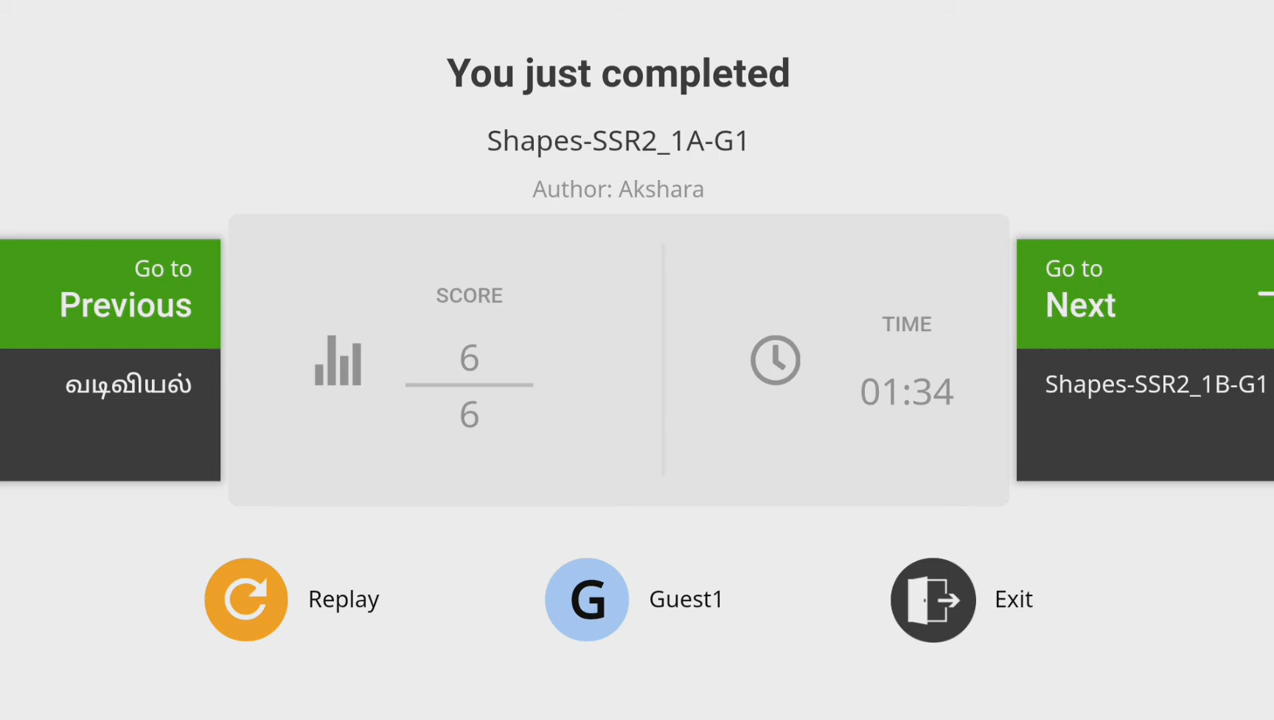 You just completed
Shapes-SSR2_1A-G1
Author: Akshara
Go to
Previous
வடிவியல்
SCORE
6
6
TIME
01:34
Go to
Next
Shapes-SSR2_1B-G1
Replay
G
Guest1
Exit